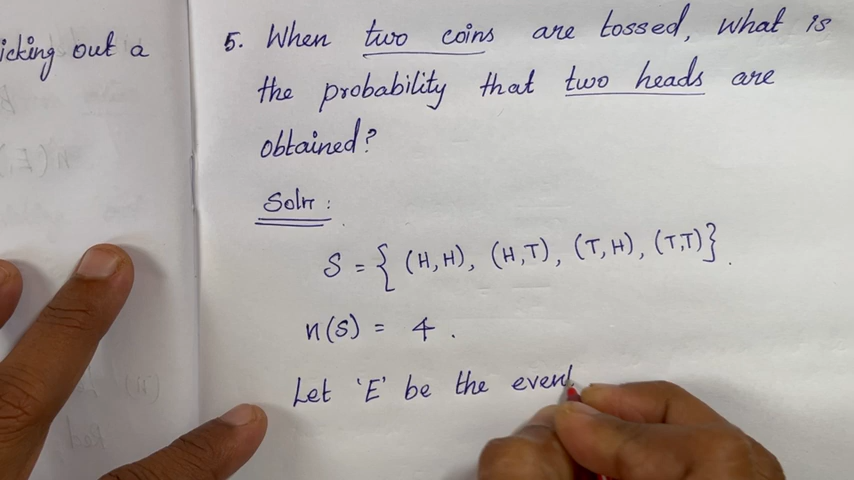 icking out a
5. When two coins are tossed, what is
the probability that two heads are
obtained?
Soln :
S = { (H,H), (H,T), (T,H), (T,T)}.
n(S) = 4.
Let 'E' be the event